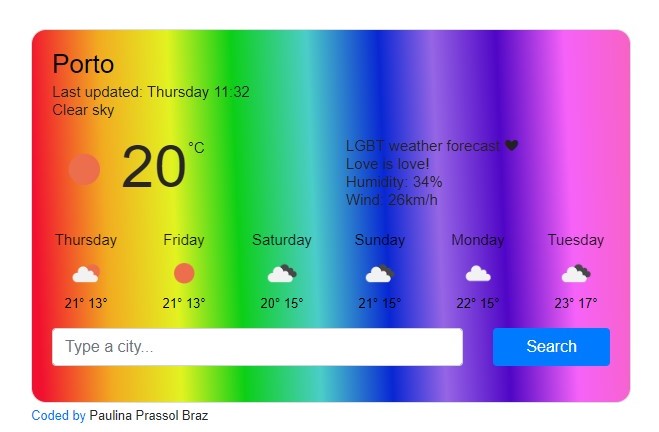 Porto
Last updated: Thursday 11:32
Clear sky
20°C
LGBT weather forecast 🖤
Love is love!
Humidity: 34%
Wind: 26km/h
Thursday Friday Saturday Sunday Monday Tuesday
21° 13° 21° 13° 20° 15° 21° 15° 22° 15° 23° 17°
Type a city... Search
Coded by Paulina Prassol Braz